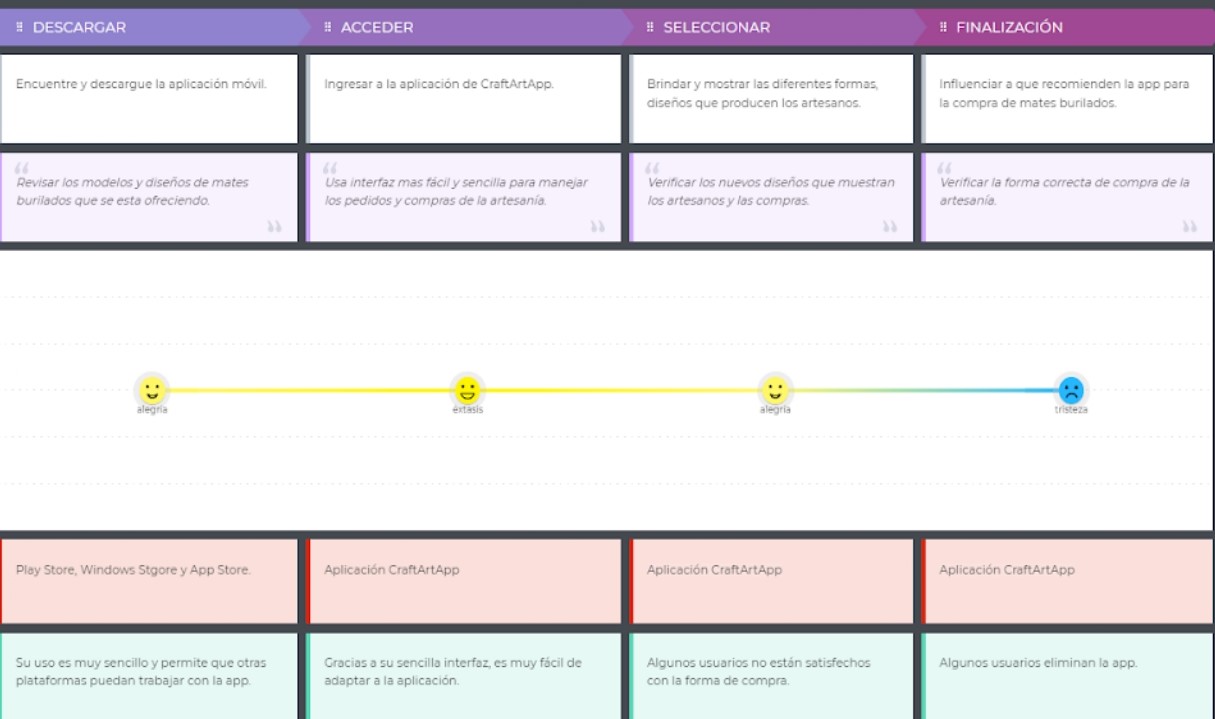 DESCARGAR
ACCEDER
SELECCIONAR
FINALIZACIÓN
Encuentre y descargue la aplicación móvil.
Ingresar a la aplicación de CraftArtApp.
Brindar y mostrar las diferentes formas,
diseños que producen los artesanos.
Influenciar a que recomienden la app para
la compra de mates burilados.
“
Revisar los modelos y diseños de mates
burilados que se esta ofreciendo.
”
“
Usa interfaz mas fácil y sencilla para manejar
los pedidos y compras de la artesanía.
”
“
Verificar los nuevos diseños que muestran
los artesanos y las compras.
”
“
Verificar la forma correcta de compra de la
artesanía.
”
alegría
éxtasis
alegría
tristeza
Play Store, Windows Stgore y App Store.
Aplicación CraftArtApp
Aplicación CraftArtApp
Aplicación CraftArtApp
Su uso es muy sencillo y permite que otras
plataformas puedan trabajar con la app.
Gracias a su sencilla interfaz, es muy fácil de
adaptar a la aplicación.
Algunos usuarios no están satisfechos
con la forma de compra.
Algunos usuarios eliminan la app.